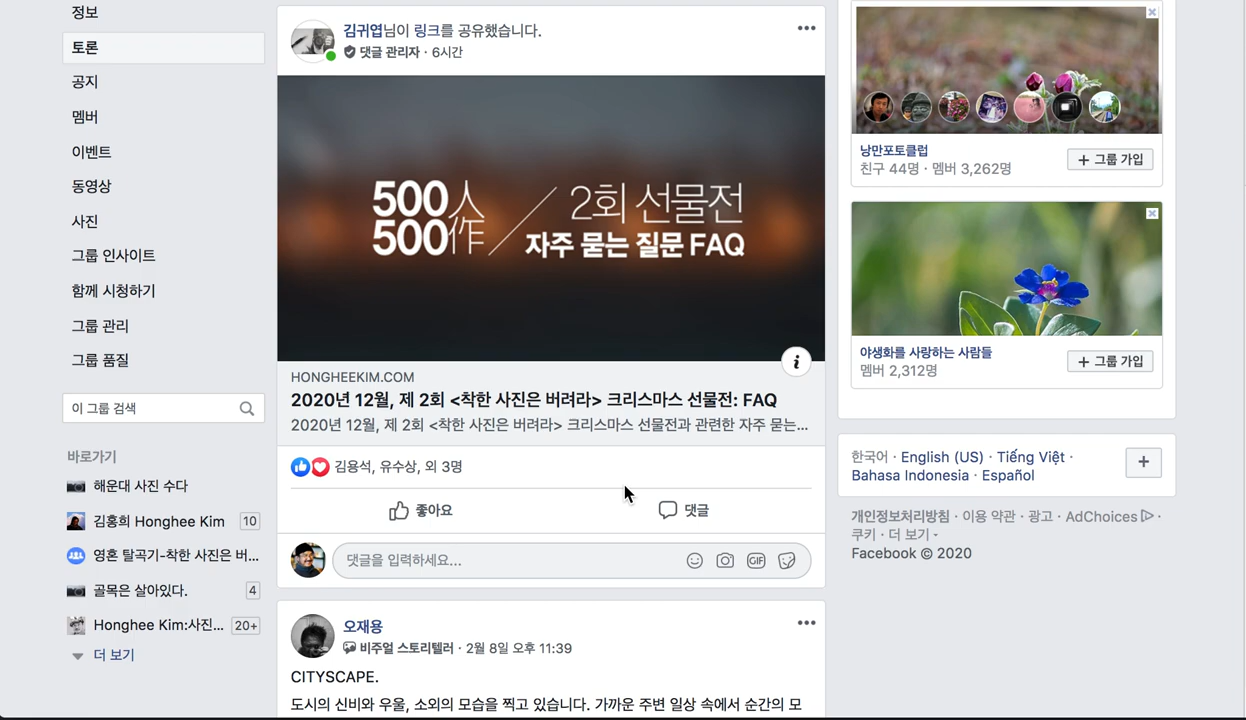 정보
토론
공지
멤버
이벤트
동영상
사진
그룹 인사이트
함께 시청하기
그룹 관리
그룹 품질
이 그룹 검색
바로가기
해운대 사진 수다
김홍희 Honghee Kim 10
영혼 탈곡기-착한 사진은 버...
골목은 살아있다. 4
Honghee Kim:사진... 20+
더 보기
김귀엽님이 링크를 공유했습니다.
댓글 관리자 · 6시간
500人
500作
2회 선물전
자주 묻는 질문 FAQ
HONGHEEKIM.COM
2020년 12월, 제 2회 <착한 사진은 버려라> 크리스마스 선물전: FAQ
2020년 12월, 제 2회 <착한 사진은 버려라> 크리스마스 선물전과 관련한 자주 묻는...
김용석, 유수상, 외 3명
좋아요 댓글
댓글을 입력하세요...
GIF
오재용
비주얼 스토리텔러 · 2월 8일 오후 11:39
CITYSCAPE.
도시의 신비와 우울, 소외의 모습을 찍고 있습니다. 가까운 주변 일상 속에서 순간의 모
낭만포토클럽
친구 44명 · 멤버 3,262명
+ 그룹 가입
야생화를 사랑하는 사람들
멤버 2,312명
+ 그룹 가입
한국어 · English (US) · Tiếng Việt ·
Bahasa Indonesia · Español
개인정보처리방침 · 이용 약관 · 광고 · AdChoices ·
쿠키 · 더 보기
Facebook © 2020